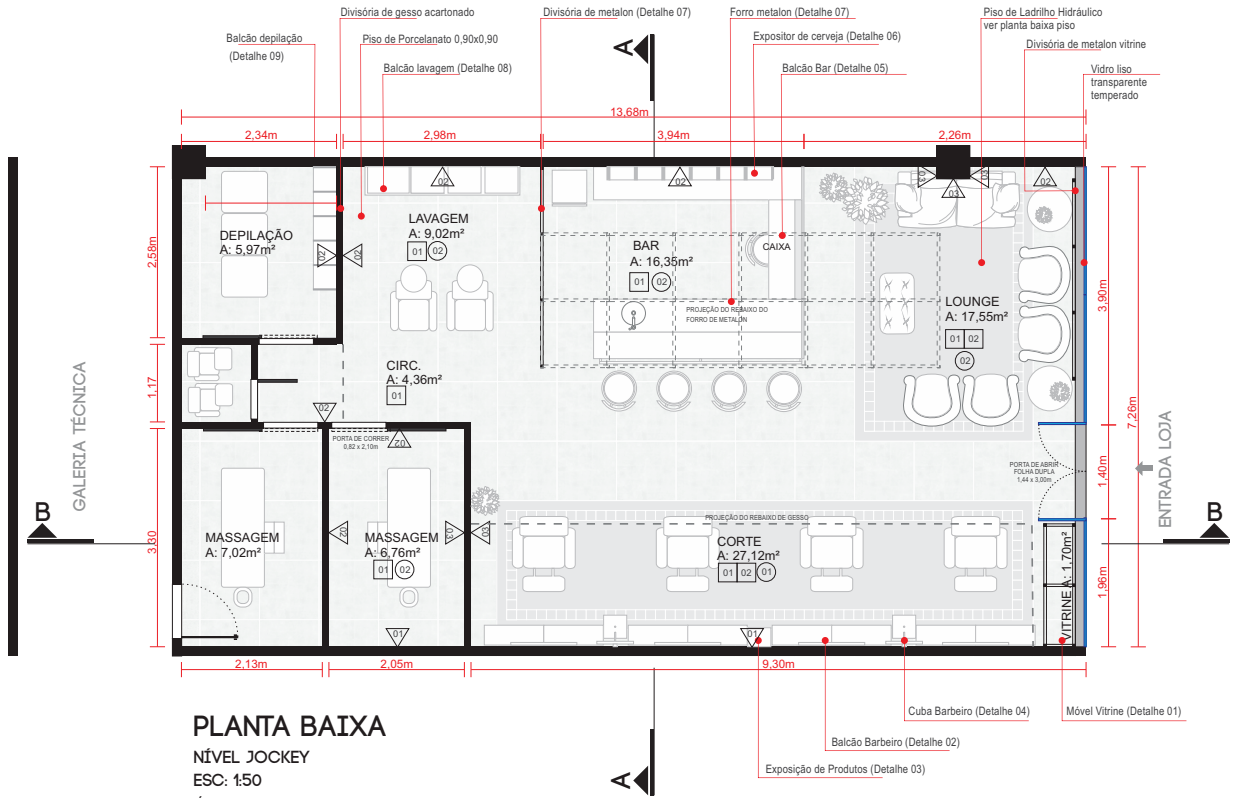 Divisória de gesso acartonado
Divisória de metalon (Detalhe 07)
Forro metalon (Detalhe 07)
Piso de Ladrilho Hidráulico
ver planta baixa piso
Balcão depilação
(Detalhe 09)
Piso de Porcelanato 0,90x0,90
Expositor de cerveja (Detalhe 06)
Divisória de metalon vitrine
Balcão lavagem (Detalhe 08)
Balcão Bar (Detalhe 05)
Vidro liso
transparente
temperado
A
13,68m
2,34m
2,98m
3,94m
2,26m
02
02
03
03
03
02
LAVAGEM
A: 9,02m²
01 02
DEPILAÇÃO
A: 5,97m²
02
02
BAR
A: 16,35m²
01 02
CAIXA
PROJEÇÃO DO REBAIXO DO
FORRO DE METALON
LOUNGE
A: 17,55m²
01 02
02
2,58m
3,90m
CIRC.
A: 4,36m²
01
1,17
02
7,26m
GALERIA TÉCNICA
PORTA DE CORRER
0,82 x 2,10m
02
PORTA DE ABRIR
FOLHA DUPLA
1,44 x 3,00m
1,40m
ENTRADA LOJA
B
B
PROJEÇÃO DO REBAIXO DE GESSO
3,30
MASSAGEM
A: 7,02m²
02
MASSAGEM
A: 6,76m²
01 02
03
03
CORTE
A: 27,12m²
01 02 01
VITRINE A: 1,70m²
1,96m
01
01
2,13m
2,05m
9,30m
Cuba Barbeiro (Detalhe 04)
Móvel Vitrine (Detalhe 01)
Balcão Barbeiro (Detalhe 02)
Exposição de Produtos (Detalhe 03)
A
PLANTA BAIXA
NÍVEL JOCKEY
ESC: 1:50